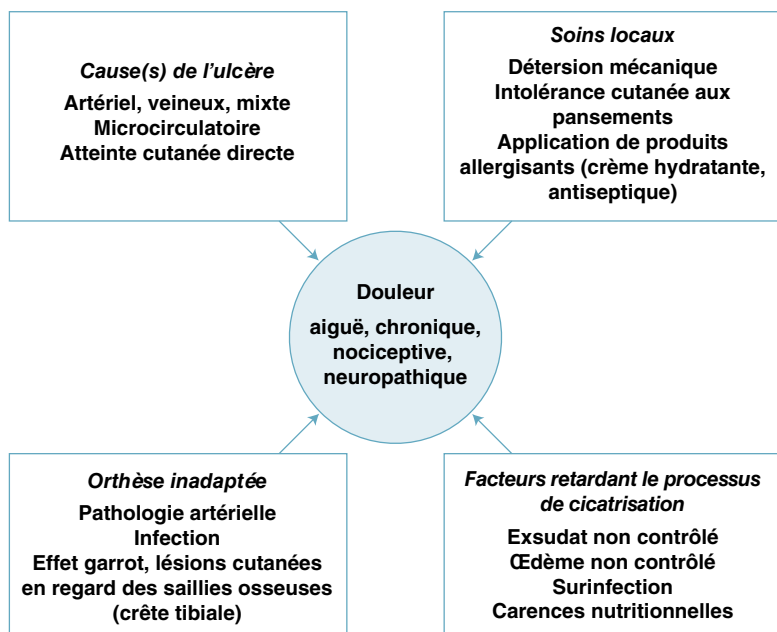 Cause(s) de l'ulcère
Artériel, veineux, mixte
Microcirculatoire
Atteinte cutanée directe
Soins locaux
Détersion mécanique
Intolérance cutanée aux
pansements
Application de produits
allergisants (crème hydratante,
antiseptique)
Douleur
aiguë, chronique,
nociceptive,
neuropathique
Orthèse inadaptée
Pathologie artérielle
Infection
Effet garrot, lésions cutanées
en regard des saillies osseuses
(crête tibiale)
Facteurs retardant le processus
de cicatrisation
Exsudat non contrôlé
Œdème non contrôlé
Surinfection
Carences nutritionnelles